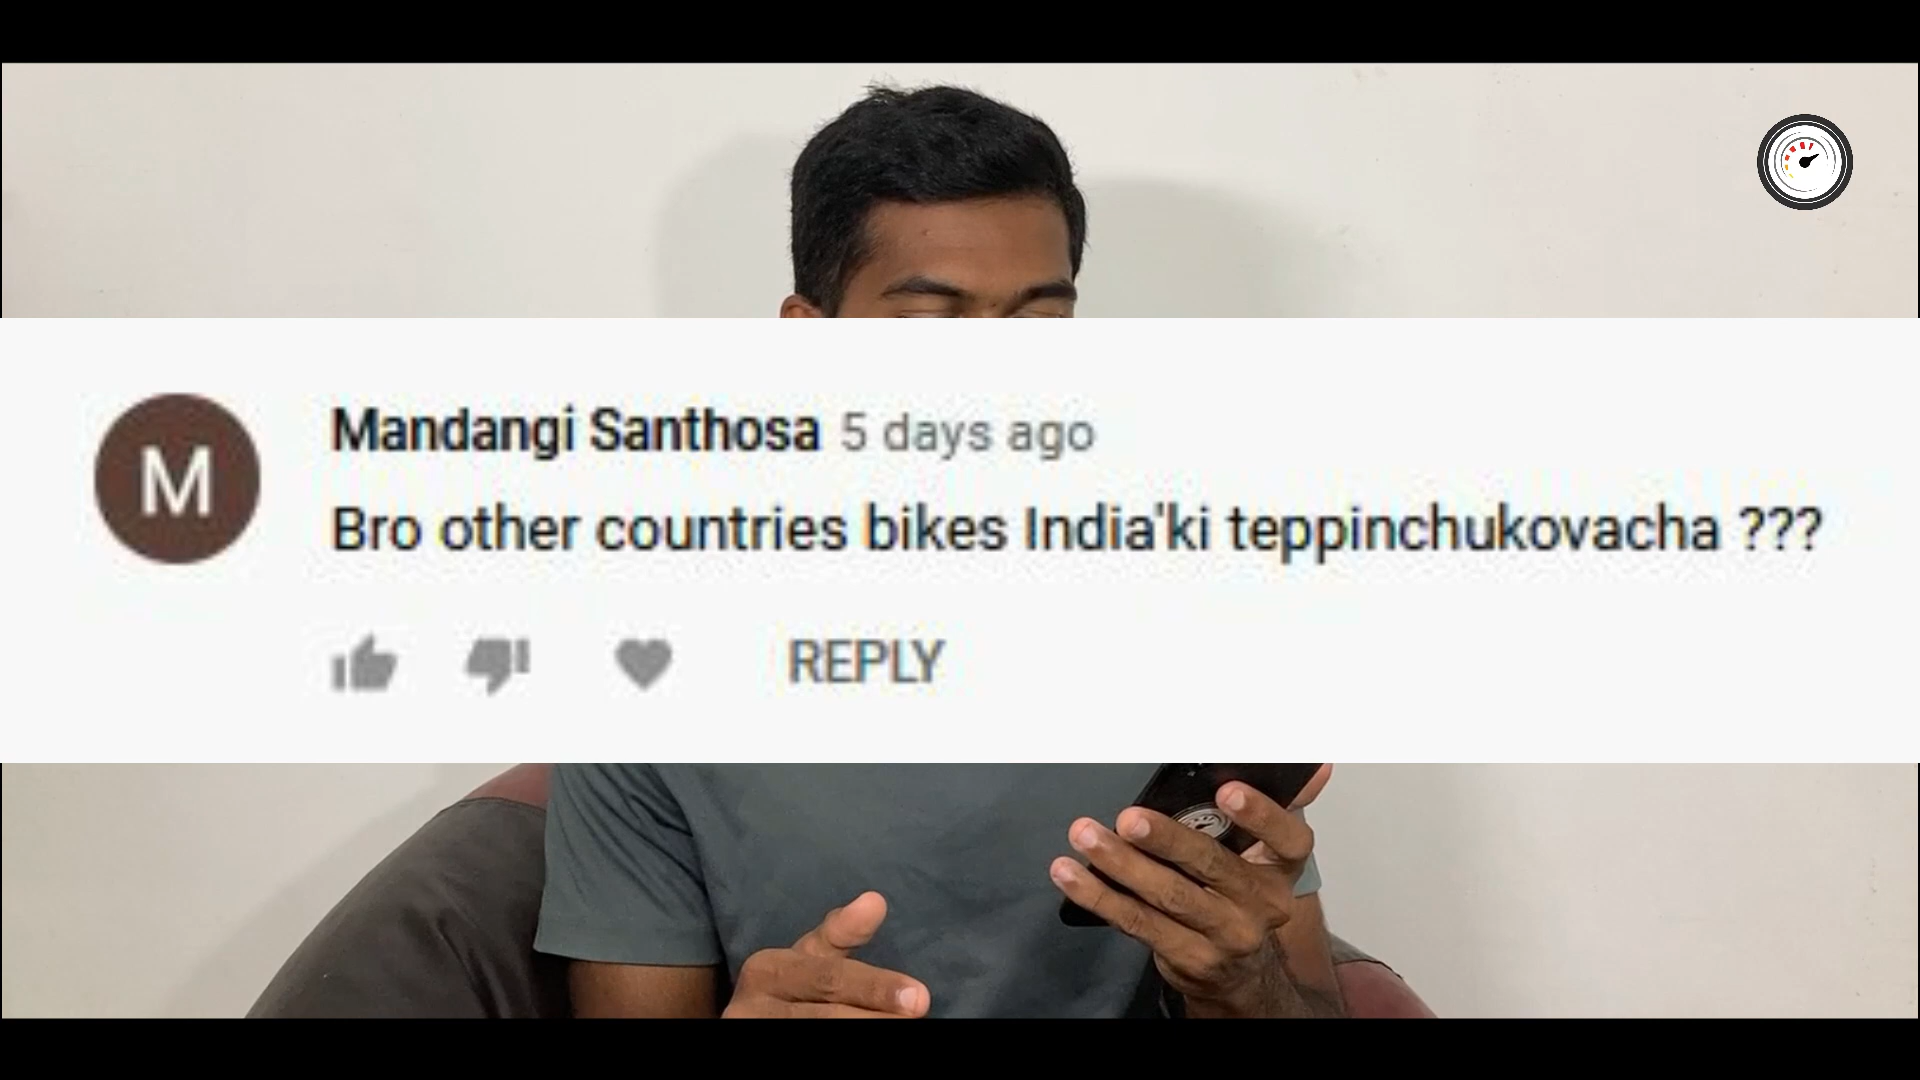 M
Mandangi Santhosa 5 days ago
Bro other countries bikes India'ki teppinchukovacha ???
REPLY